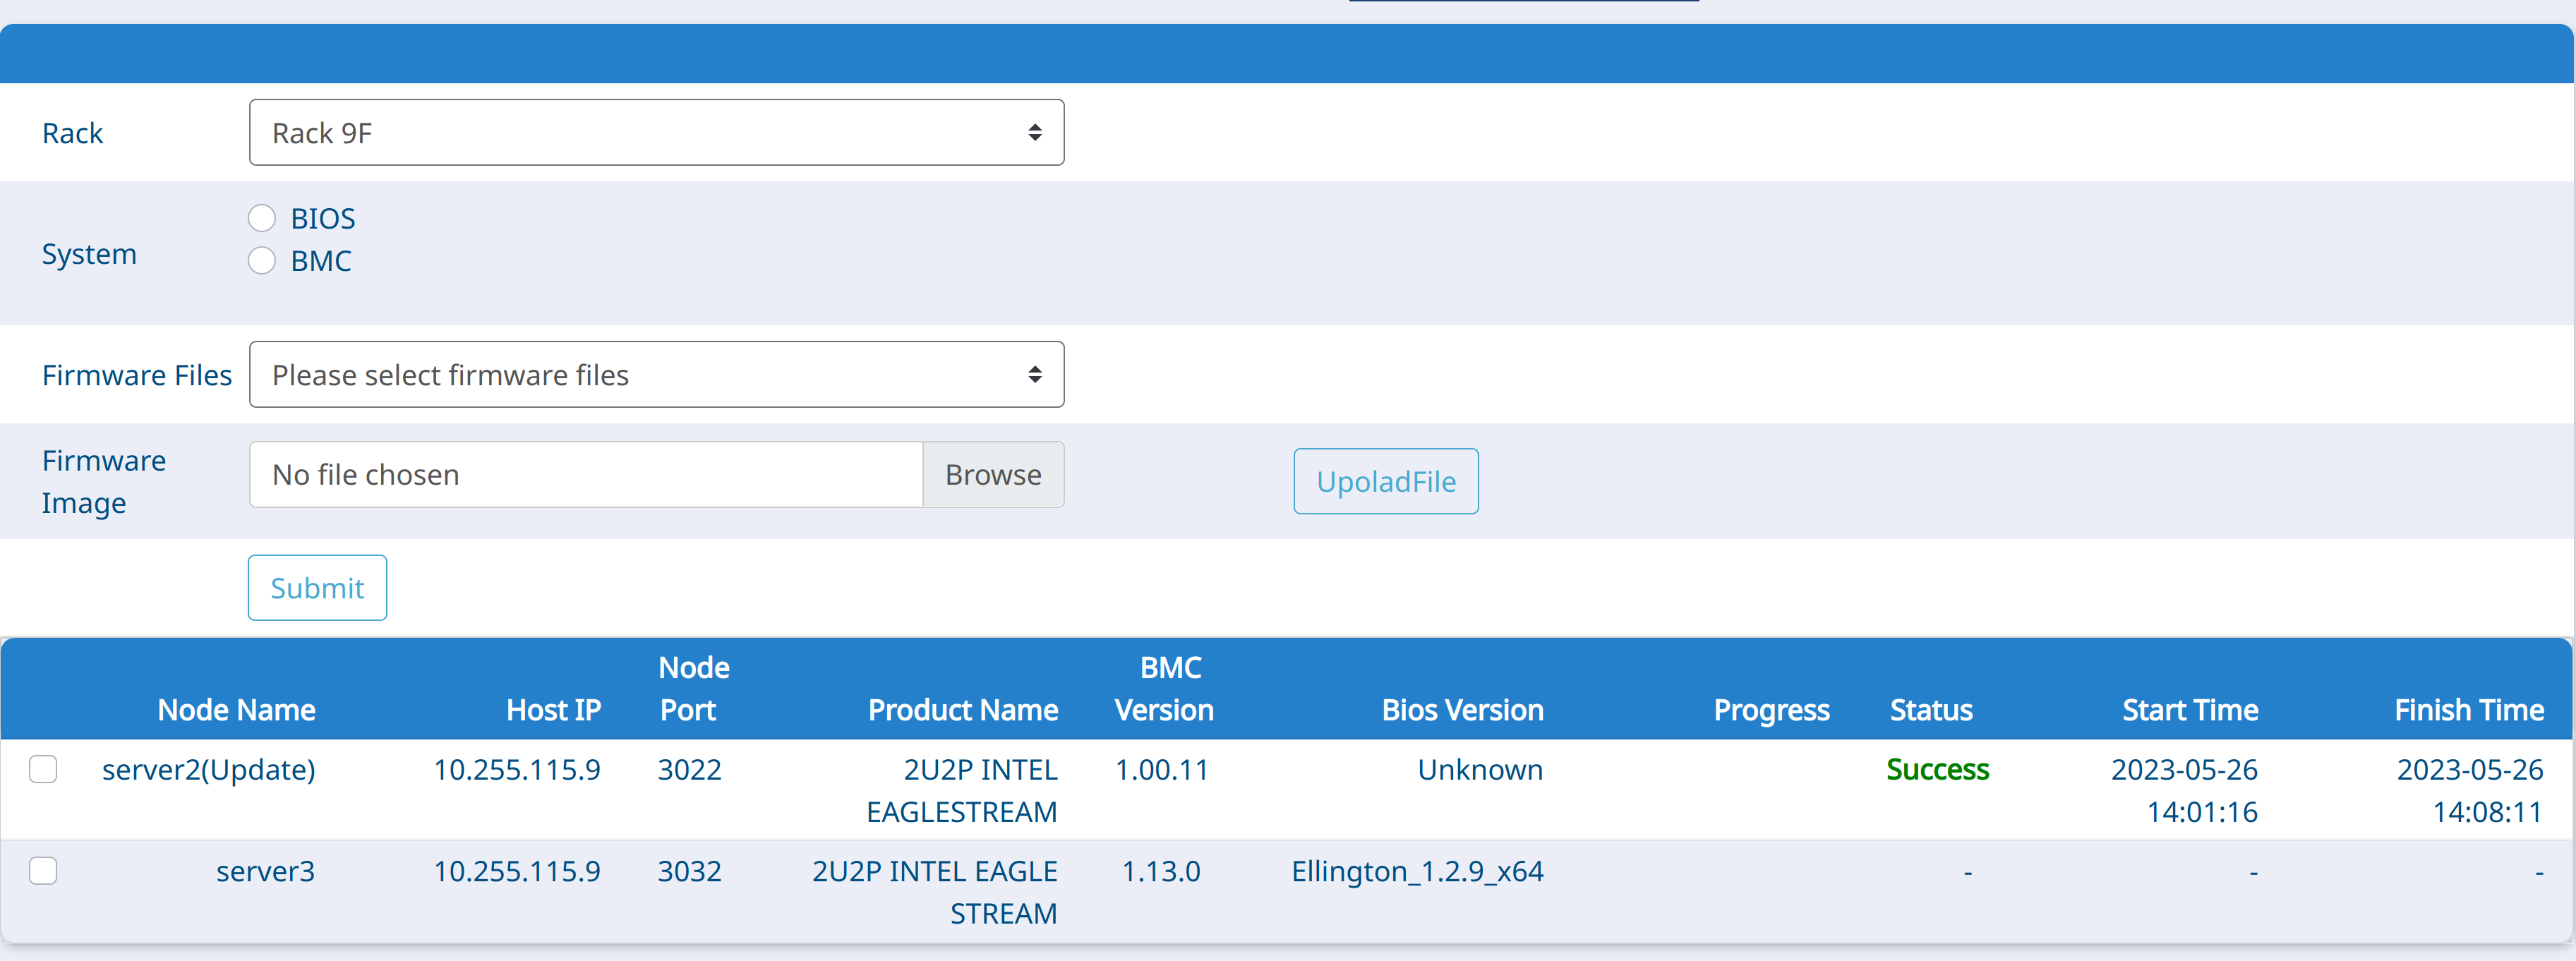 Rack
Rack 9F
System
BIOS
BMC
Firmware Files
Please select firmware files
Firmware
Image
No file chosen
Browse
UpoladFile
Submit
Node Name
Host IP
Node
Port
Product Name
BMC
Version
Bios Version
Progress
Status
Start Time
Finish Time
server2(Update)
10.255.115.9
3022
2U2P INTEL
EAGLESTREAM
1.00.11
Unknown
Success
2023-05-26
14:01:16
2023-05-26
14:08:11
server3
10.255.115.9
3032
2U2P INTEL EAGLE
STREAM
1.13.0
Ellington_1.2.9_x64
-
-
-